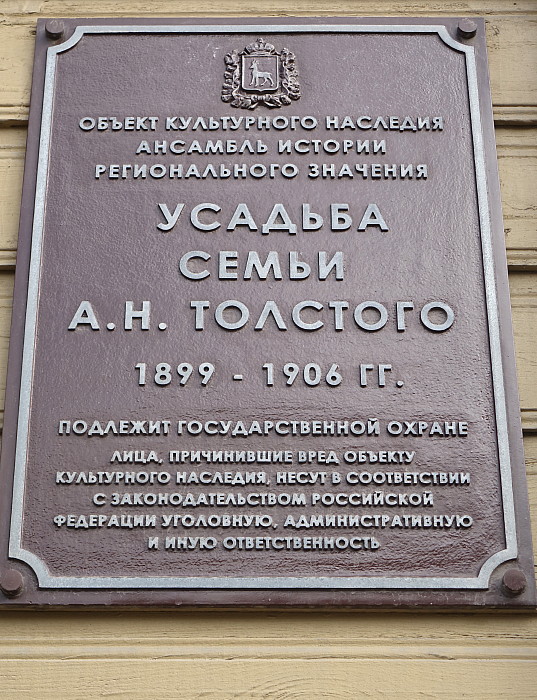 ОБЪЕКТ КУЛЬТУРНОГО НАСЛЕДИЯ
АНСАМБЛЬ ИСТОРИИ
РЕГИОНАЛЬНОГО ЗНАЧЕНИЯ
УСАДЬБА
СЕМЬИ
А.Н. ТОЛСТОГО
1899 - 1906 ГГ.
ПОДЛЕЖИТ ГОСУДАРСТВЕННОЙ ОХРАНЕ
ЛИЦА, ПРИЧИНИВШИЕ ВРЕД ОБЪЕКТУ
КУЛЬТУРНОГО НАСЛЕДИЯ, НЕСУТ В СООТВЕТСТВИИ
С ЗАКОНОДАТЕЛЬСТВОМ РОССИЙСКОЙ
ФЕДЕРАЦИИ УГОЛОВНУЮ, АДМИНИСТРАТИВНУЮ
И ИНУЮ ОТВЕТСТВЕННОСТЬ